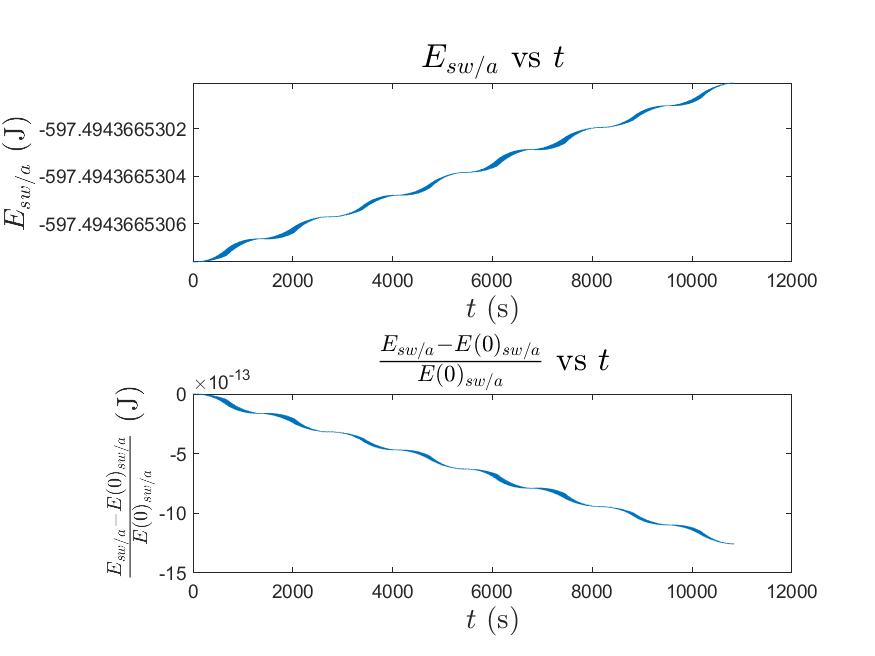 E_{sw/a} vs t
E_{sw/a} (J)
-597.4943665302
-597.4943665304
-597.4943665306
0 2000 4000 6000 8000 10000 12000
t (s)
\frac{E_{sw/a}-E(0)_{sw/a}}{E(0)_{sw/a}} vs t
×10^{-13}
\frac{E_{sw/a}-E(0)_{sw/a}}{E(0)_{sw/a}} (J)
0
-5
-10
-15
0 2000 4000 6000 8000 10000 12000
t (s)